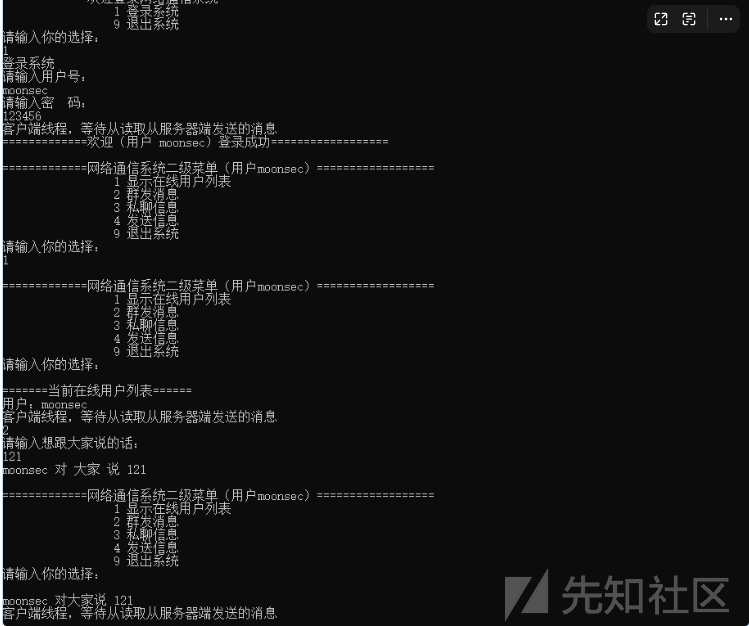 欢迎登录网络通信系统
1 登录系统
9 退出系统
请输入你的选择:
1
登录系统
请输入用户号:
moonsec
请输入密  码:
123456
客户端线程，等待从读取从服务器端发送的消息
=============欢迎（用户 moonsec）登录成功==================
=============网络通信系统二级菜单（用户moonsec）==================
1 显示在线用户列表
2 群发消息
3 私聊信息
4 发送信息
9 退出系统
请输入你的选择:
1
=============网络通信系统二级菜单（用户moonsec）==================
1 显示在线用户列表
2 群发消息
3 私聊信息
4 发送信息
9 退出系统
请输入你的选择:
=======当前在线用户列表======
用户: moonsec
客户端线程，等待从读取从服务器端发送的消息
2
请输入想跟大家说的话:
121
moonsec 对 大家 说 121
=============网络通信系统二级菜单（用户moonsec）==================
1 显示在线用户列表
2 群发消息
3 私聊信息
4 发送信息
9 退出系统
请输入你的选择:
moonsec 对大家说 121
客户端线程，等待从读取从服务器端发送的消息
先知社区